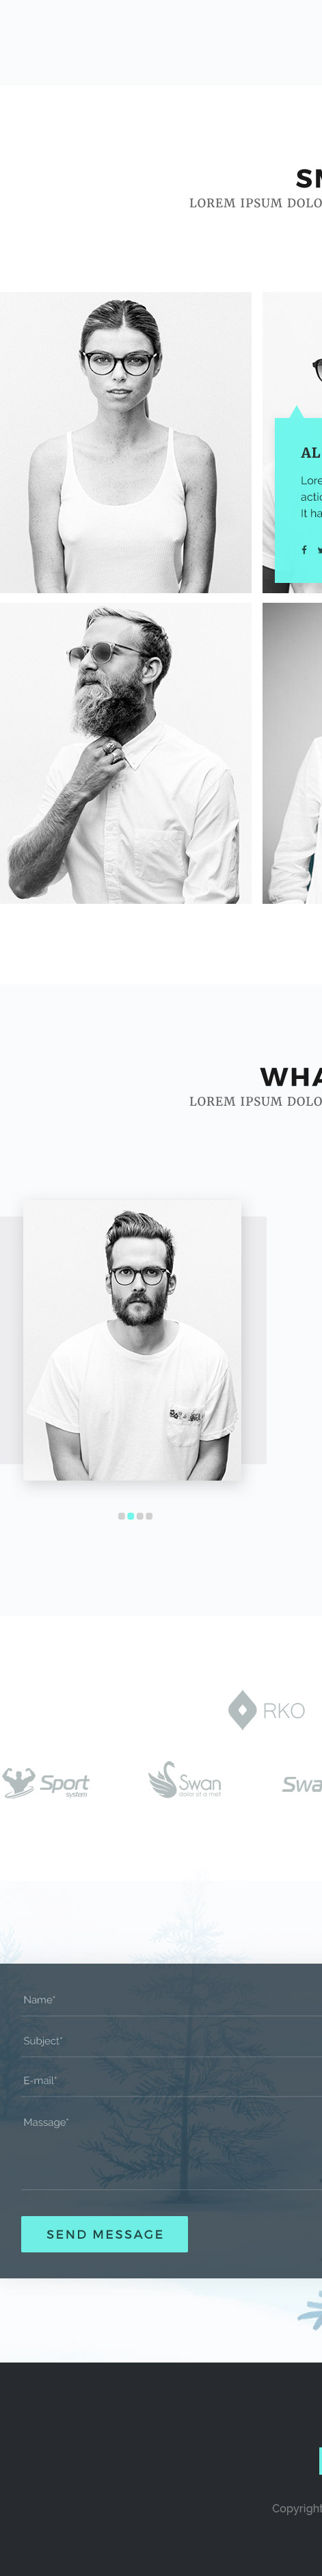 SM
LOREM IPSUM DOLO
AL
Lore
actio
It ha
WHA
LOREM IPSUM DOLO
RKO
Sport
system
Swan
dolor sit a met
Swa
Name*
Subject*
E-mail*
Massage*
SEND MESSAGE
Copyright